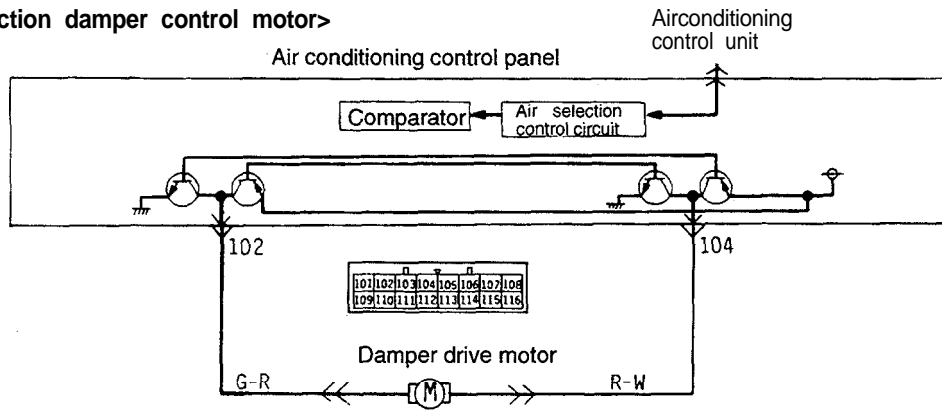 ction damper control motor>
Airconditioning
control unit
Air conditioning control panel
Comparator
Air selection
control circuit
102
104
101 102 103 104 105 106 107 108
109 110 111 112 113 114 115 116
Damper drive motor
G-R
M
R-W